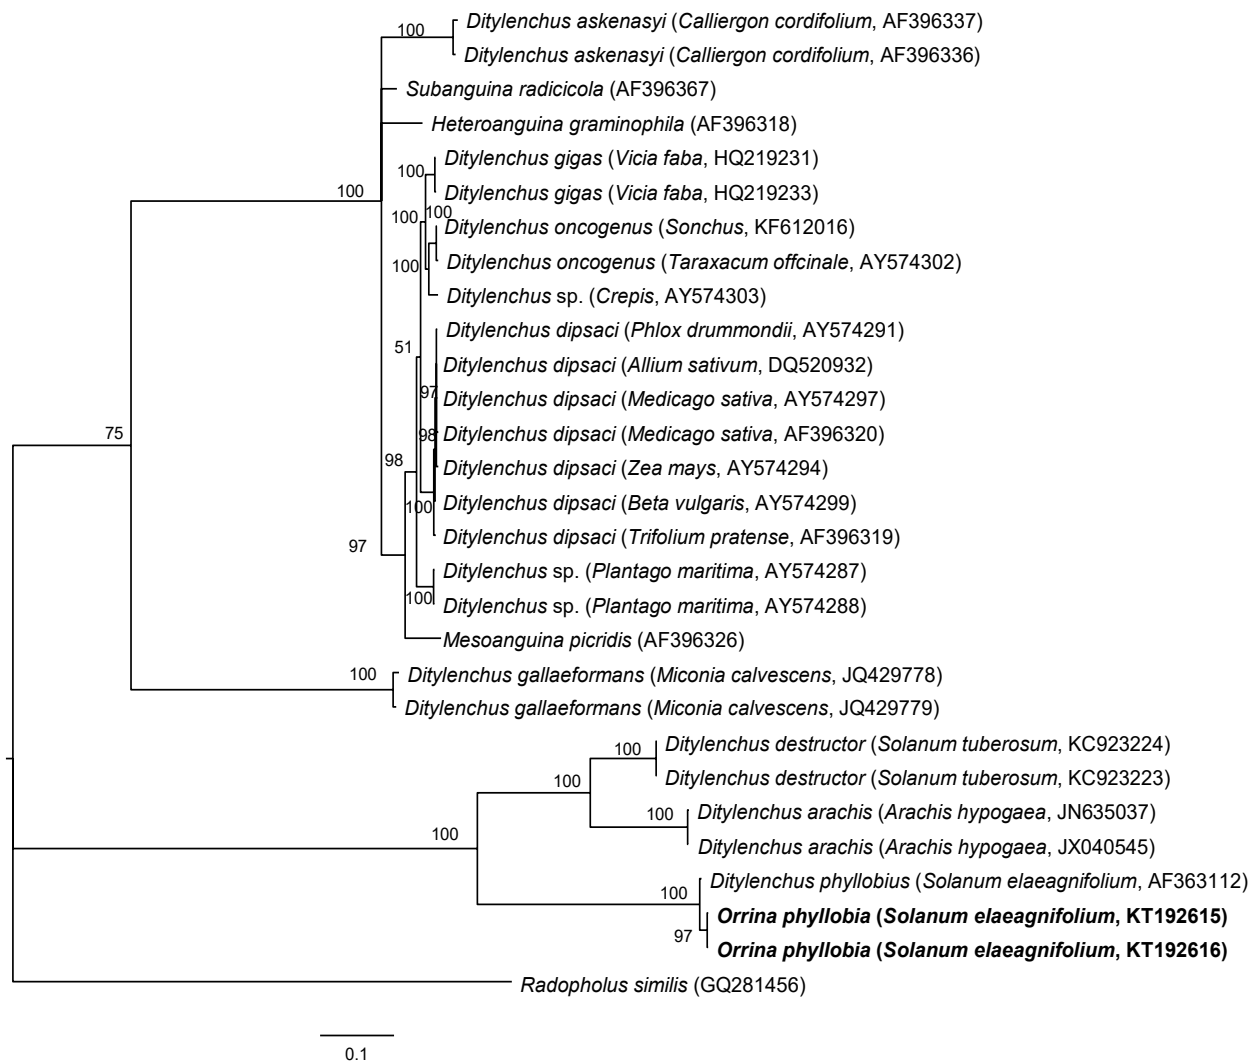 100
Ditylenchus askenasyi (Calliergon cordifolium, AF396337)
Ditylenchus askenasyi (Calliergon cordifolium, AF396336)
Subanguina radicicola (AF396367)
Heteroanguina graminophila (AF396318)
100
Ditylenchus gigas (Vicia faba, HQ219231)
100
Ditylenchus gigas (Vicia faba, HQ219233)
100
100
Ditylenchus oncogenus (Sonchus, KF612016)
100
Ditylenchus oncogenus (Taraxacum offcinale, AY574302)
Ditylenchus sp. (Crepis, AY574303)
Ditylenchus dipsaci (Phlox drummondii, AY574291)
51
Ditylenchus dipsaci (Allium sativum, DQ520932)
97
Ditylenchus dipsaci (Medicago sativa, AY574297)
75
98
Ditylenchus dipsaci (Medicago sativa, AF396320)
98
Ditylenchus dipsaci (Zea mays, AY574294)
100
Ditylenchus dipsaci (Beta vulgaris, AY574299)
97
Ditylenchus dipsaci (Trifolium pratense, AF396319)
Ditylenchus sp. (Plantago maritima, AY574287)
100
Ditylenchus sp. (Plantago maritima, AY574288)
Mesoanguina picridis (AF396326)
100
Ditylenchus gallaeformans (Miconia calvescens, JQ429778)
Ditylenchus gallaeformans (Miconia calvescens, JQ429779)
100
Ditylenchus destructor (Solanum tuberosum, KC923224)
100
Ditylenchus destructor (Solanum tuberosum, KC923223)
100
Ditylenchus arachis (Arachis hypogaea, JN635037)
100
Ditylenchus arachis (Arachis hypogaea, JX040545)
100
Ditylenchus phyllobius (Solanum elaeagnifolium, AF363112)
Orrina phyllobia (Solanum elaeagnifolium, KT192615)
97
Orrina phyllobia (Solanum elaeagnifolium, KT192616)
Radopholus similis (GQ281456)
0.1